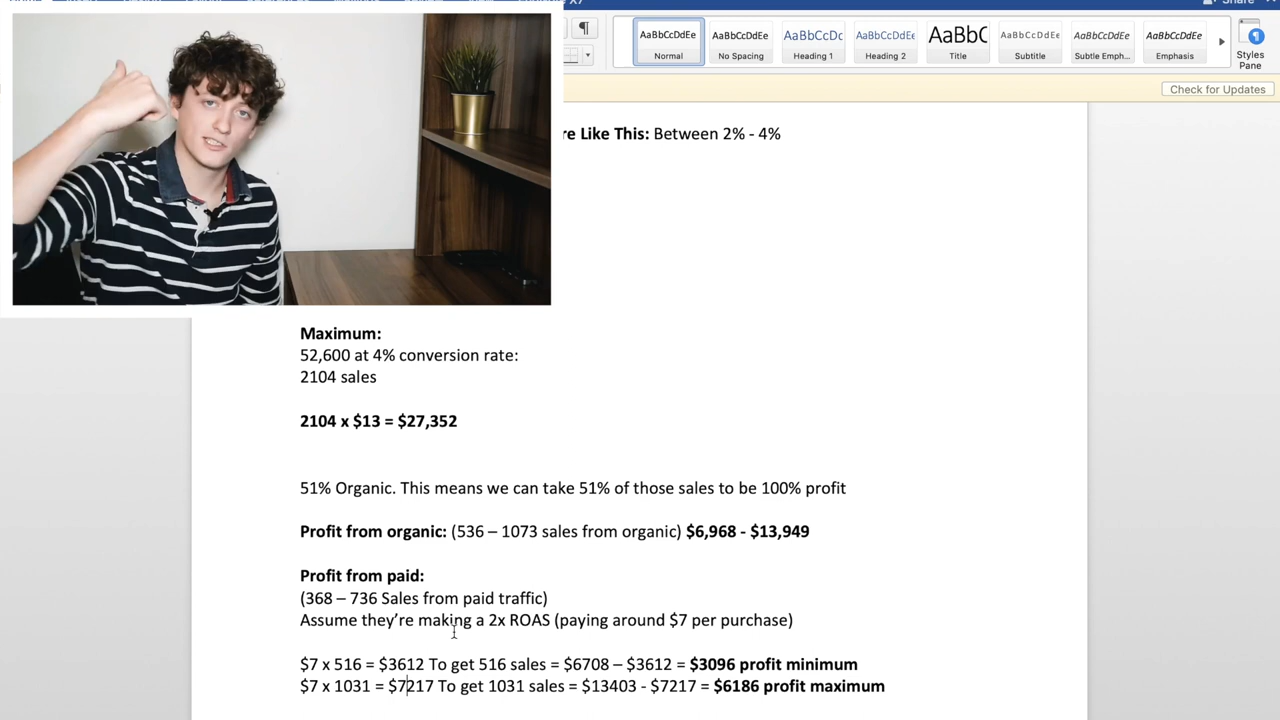 Share
¶
AaBbCcDdEe AaBbCcDdEe AaBbCcDc AaBbCcDdEe AaBbC AaBbCcDdEe AaBbCcDdEe AaBbCcDdEe
Normal No Spacing Heading 1 Heading 2 Title Subtitle Subtle Emph... Emphasis
Styles
Pane
Check for Updates
re Like This: Between 2% - 4%
Maximum:
52,600 at 4% conversion rate:
2104 sales
2104 x $13 = $27,352
51% Organic. This means we can take 51% of those sales to be 100% profit
Profit from organic: (536 – 1073 sales from organic) $6,968 - $13,949
Profit from paid:
(368 – 736 Sales from paid traffic)
Assume they’re making a 2x ROAS (paying around $7 per purchase)
$7 x 516 = $3612 To get 516 sales = $6708 – $3612 = $3096 profit minimum
$7 x 1031 = $7217 To get 1031 sales = $13403 - $7217 = $6186 profit maximum